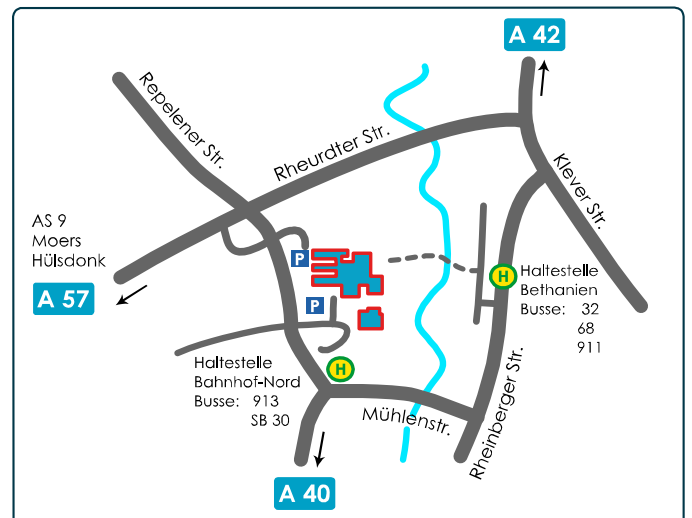 A 42
Repelener Str.
Rheurdter Str.
Klever Str.
AS 9
Moers
Hülsdonk
A 57
P
P
H
Haltestelle
Bethanien
Busse: 32
68
911
H
Haltestelle
Bahnhof-Nord
Busse: 913
SB 30
Mühlenstr.
Rheinberger Str.
A 40